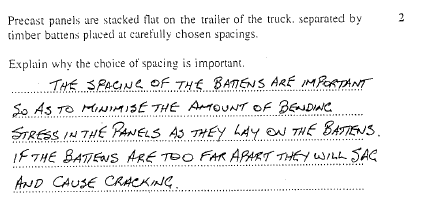 Precast panels are stacked flat on the trailer of the truck, separated by 2
timber battens placed at carefully chosen spacings.
Explain why the choice of spacing is important.
THE SPACING OF THE BATTENS ARE IMPORTANT
SO AS TO MINIMISE THE AMOUNT OF BENDING
STRESS IN THE PANELS AS THEY LAY ON THE BATTENS.
IF THE BATTENS ARE TOO FAR APART THEY WILL SAG
AND CAUSE CRACKING.